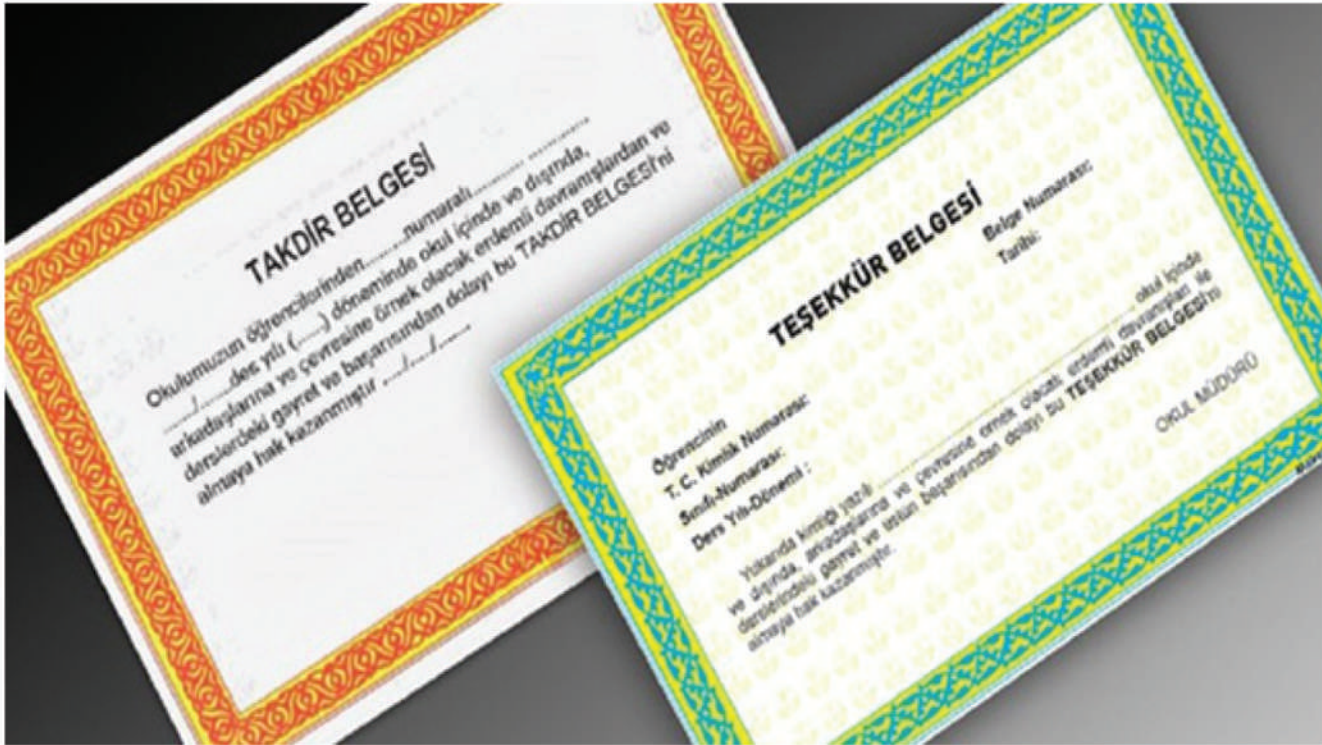 TAKDİR BELGESİ
Okulumuzun öğrencilerinden...........numaralı............ ................
....../........ders yılı (......) döneminde okul içinde ve dışında,
arkadaşlarına ve çevresine örnek olacak erdemli davranışlardan ve
derslerdeki gayret ve başarısından dolayı bu TAKDİR BELGESİ'ni
almaya hak kazanmıştır ...../...../........
TEŞEKKÜR BELGESİ
Belge Numarası:
Tarihi:
Öğrencinin
T. C. Kimlik Numarası:
Sınıfı-Numarası:
Ders Yılı-Dönemi :
Yukarıda kimliği yazılı ........................................ okul içinde
ve dışında, arkadaşlarına ve çevresine örnek olacak erdemli davranışları ile
derslerindeki gayret ve üstün başarısından dolayı bu TEŞEKKÜR BELGESİ'ni
almaya hak kazanmıştır.
OKUL MÜDÜRÜ